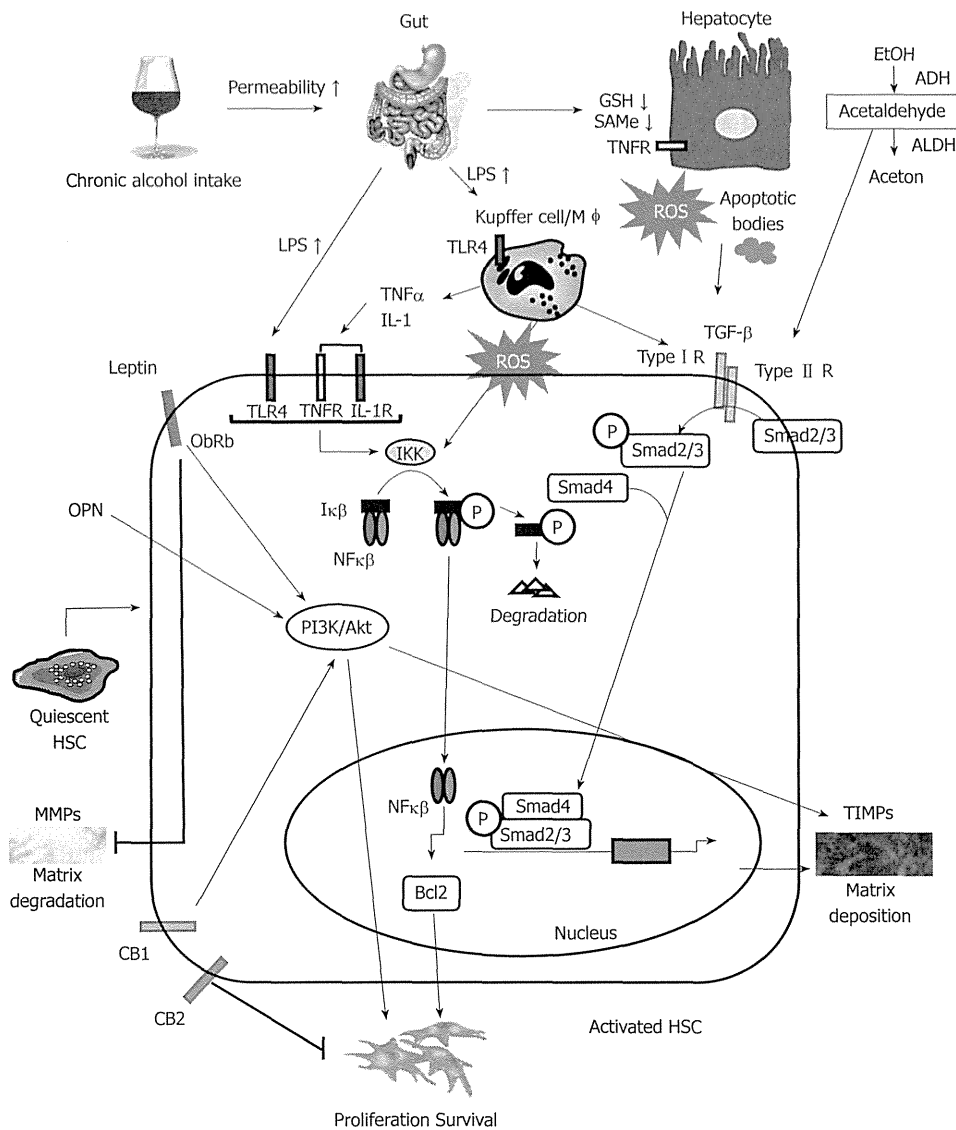 Gut
Hepatocyte
EtOH
ADH
Permeability ↑
GSH ↓
SAMe ↓
Acetaldehyde
TNFR
ALDH
Chronic alcohol intake
LPS ↑
Aceton
ROS
Apoptotic
bodies
Kupffer cell/M ϕ
LPS ↑
TLR4
TNFα
IL-1
TGF-β
Type I R
Type II R
ROS
Leptin
TLR4
TNFR
IL-1R
ObRb
P
Smad2/3
Smad2/3
IKK
Smad4
Iκβ
P
P
OPN
NFκβ
Degradation
PI3K/Akt
Quiescent
HSC
NFκβ
Smad4
P
Smad2/3
MMPs
TIMPs
Matrix
degradation
Bcl2
Matrix
deposition
Nucleus
CB1
CB2
Activated HSC
Proliferation Survival